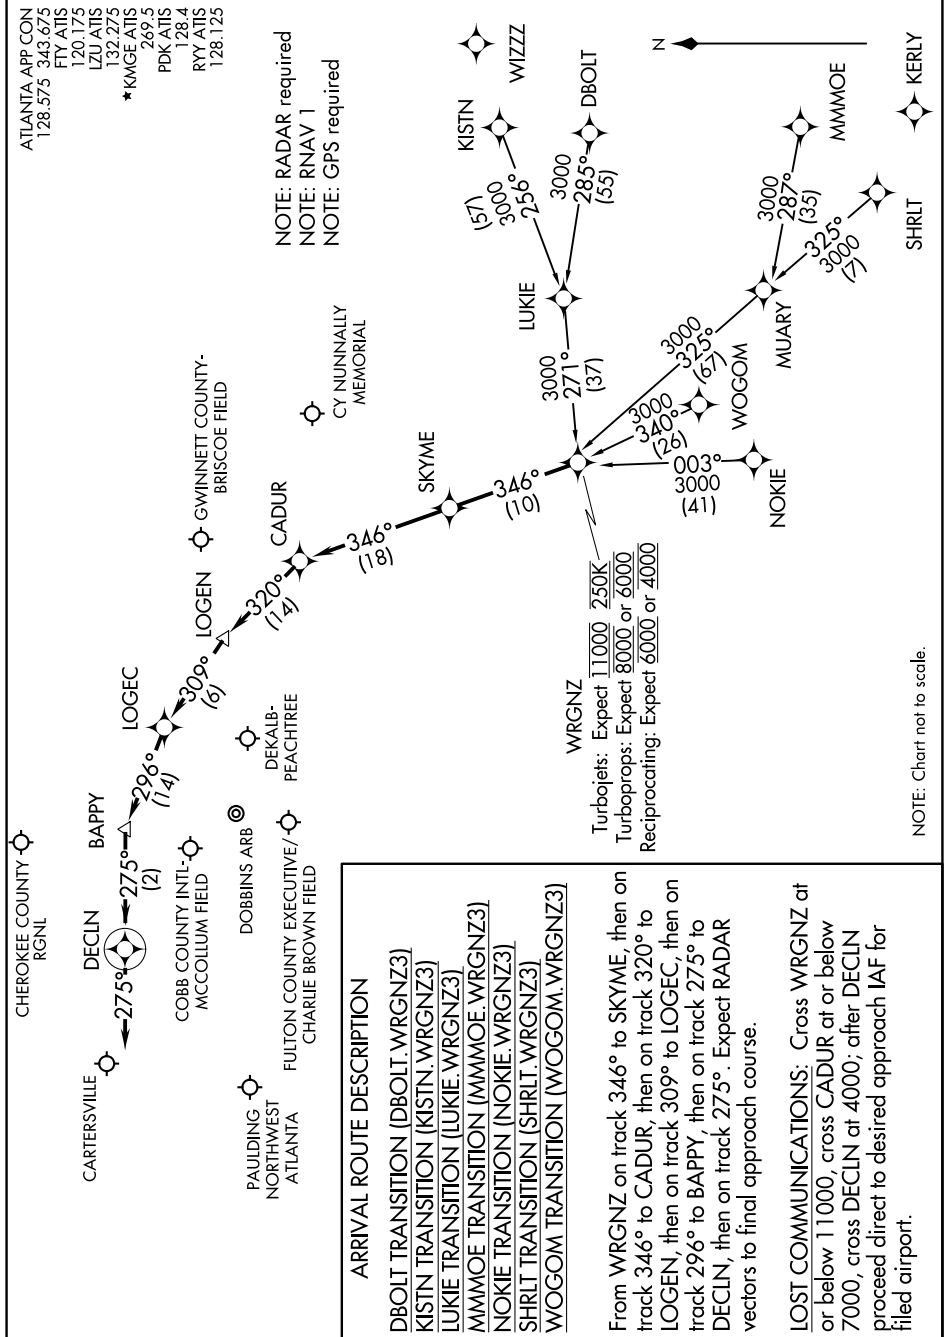 ATLANTA APP CON
128.575 343.675
FTY ATIS
120.175
LZU ATIS
132.275
★KMGE ATIS
269.5
PDK ATIS
128.4
RYY ATIS
128.125
NOTE: RADAR required
NOTE: RNAV 1
NOTE: GPS required
N
WIZZZ
KISTN
DBOLT
MMMOE
KERLY
SHRLT
(57)
3000
256°
3000
285°
(55)
3000
287°
(35)
325°
3000
(7)
LUKIE
MUARY
3000
271°
(37)
3000
325°
(67)
WOGOM
3000
340°
(26)
003°
3000
(41)
NOKIE
CY NUNNALLY
MEMORIAL
GWINNETT COUNTY-
BRISCOE FIELD
SKYME
346°
(10)
CADUR
346°
(18)
LOGEN
320°
(14)
LOGEC
309°
(6)
BAPPY
296°
(14)
DECLN
275°
(2)
275°
WRGNZ
Turbojets: Expect 11000 250K
Turboprops: Expect 8000 or 6000
Reciprocating: Expect 6000 or 4000
DEKALB-
PEACHTREE
DOBBINS ARB
FULTON COUNTY EXECUTIVE/
CHARLIE BROWN FIELD
COBB COUNTY INTL-
MCCOLLUM FIELD
CHEROKEE COUNTY
RGNL
CARTERSVILLE
PAULDING
NORTHWEST
ATLANTA
NOTE: Chart not to scale.
ARRIVAL ROUTE DESCRIPTION
DBOLT TRANSITION (DBOLT.WRGNZ3)
KISTN TRANSITION (KISTN.WRGNZ3)
LUKIE TRANSITION (LUKIE.WRGNZ3)
MMMOE TRANSITION (MMMOE.WRGNZ3)
NOKIE TRANSITION (NOKIE.WRGNZ3)
SHRLT TRANSITION (SHRLT.WRGNZ3)
WOGOM TRANSITION (WOGOM.WRGNZ3)
From WRGNZ on track 346° to SKYME, then on
track 346° to CADUR, then on track 320° to
LOGEN, then on track 309° to LOGEC, then on
track 296° to BAPPY, then on track 275° to
DECLN, then on track 275°. Expect RADAR
vectors to final approach course.
LOST COMMUNICATIONS: Cross WRGNZ at
or below 11000, cross CADUR at or below
7000, cross DECLN at 4000; after DECLN
proceed direct to desired approach IAF for
filed airport.